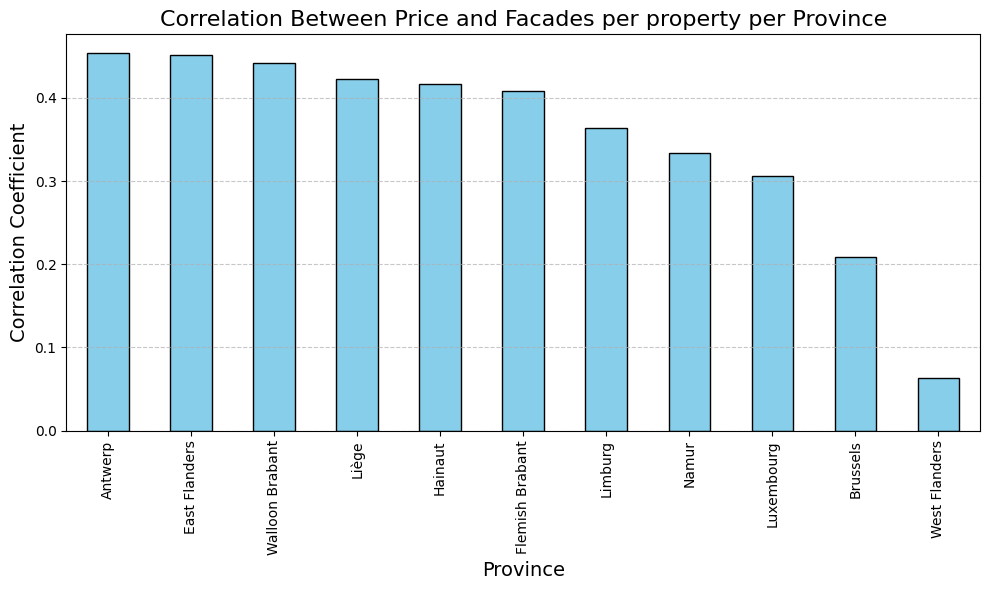 Correlation Between Price and Facades per property per Province
Correlation Coefficient
0.4
0.3
0.2
0.1
0.0
Antwerp
East Flanders
Walloon Brabant
Liège
Hainaut
Flemish Brabant
Limburg
Namur
Luxembourg
Brussels
West Flanders
Province